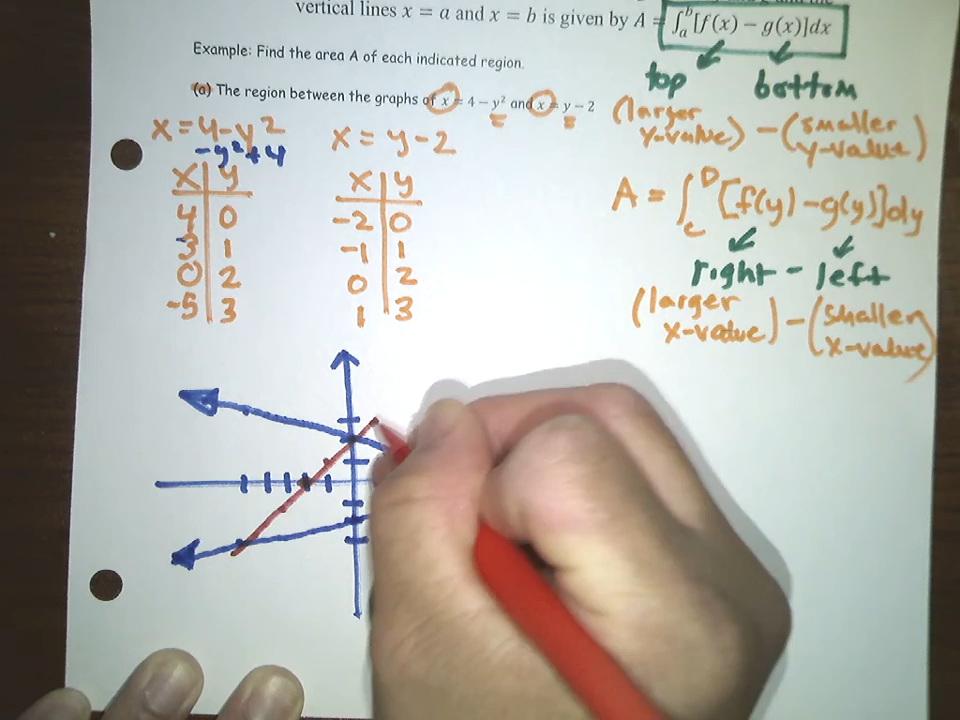 vertical lines x = a and x = b is given by A = ∫ₐᵇ[f(x) − g(x)]dx
Example: Find the area A of each indicated region.
(a) The region between the graphs of x = 4 − y² and x = y − 2
top bottom
(larger y-value) − (smaller y-value)
x = 4 − y²
−y² + 4
x | y
4 | 0
3 | 1
0 | 2
−5 | 3
x = y − 2
x | y
−2 | 0
−1 | 1
0 | 2
1 | 3
A = ∫ [f(y) − g(y)]dy
right − left
(larger x-value) − (smaller x-value)